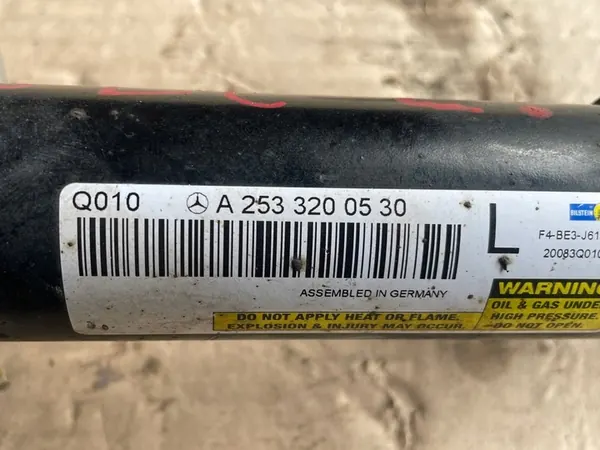 Q010 A 253 320 05 30
L
BILSTEIN
F4-BE3-J61
20083Q010
ASSEMBLED IN GERMANY
WARNING
OIL & GAS UNDE
HIGH PRESSURE.
DO NOT OPEN.
DO NOT APPLY HEAT OR FLAME.
EXPLOSION & INJURY MAY OCCUR.